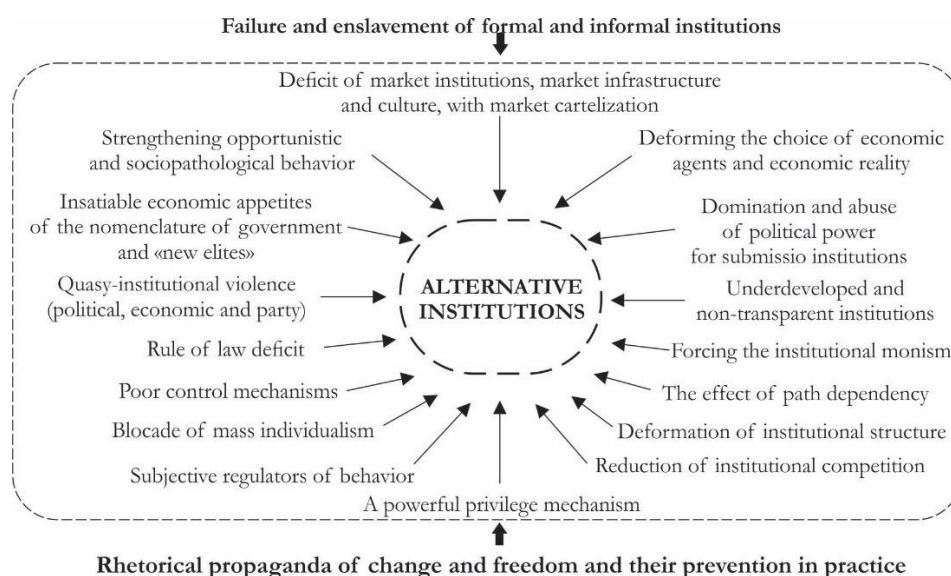 Failure and enslavement of formal and informal institutions
Deficit of market institutions, market infrastructure
and culture, with market cartelization
Strengthening opportunistic
and sociopathological behavior
Deforming the choice of economic
agents and economic reality
Insatiable economic appetites
of the nomenclature of government
and «new elites»
Domination and abuse
of political power
for submissio institutions
Quasy-institutional violence
(political, economic and party)
ALTERNATIVE
INSTITUTIONS
Underdeveloped and
non-transparent institutions
Rule of law deficit
Forcing the institutional monism
Poor control mechanisms
The effect of path dependency
Blocade of mass individualism
Deformation of institutional structure
Subjective regulators of behavior
Reduction of institutional competition
A powerful privilege mechanism
Rhetorical propaganda of change and freedom and their prevention in practice